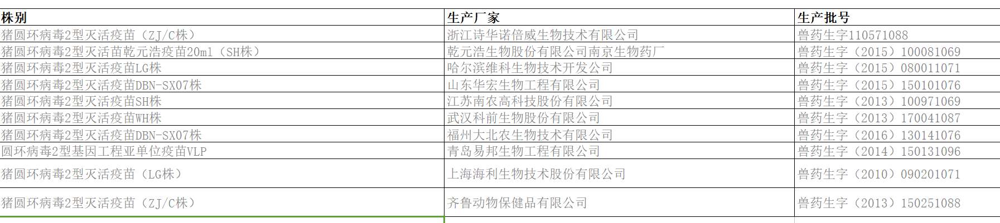 株别 生产厂家 生产批号
猪圆环病毒2型灭活疫苗（ZJ/C株） 浙江诗华诺倍威生物技术有限公司 兽药生字110571088
猪圆环病毒2型灭活苗乾元浩疫苗20ml（SH株） 乾元浩生物股份有限公司南京生物药厂 兽药生字（2015）100081069
猪圆环病毒2型灭活疫苗LG株 哈尔滨维科生物技术开发公司 兽药生字（2015）080011071
猪圆环病毒2型灭活疫苗DBN-SX07株 山东华宏生物工程有限公司 兽药生字（2015）150101076
猪圆环病毒2型灭活疫苗SH株 江苏南农高科技股份有限公司 兽药生字（2013）100971069
猪圆环病毒2型灭活疫苗WH株 武汉科前生物股份有限公司 兽药生字（2013）170041087
猪圆环病毒2型灭活疫苗DBN-SX07株 福州大北农生物技术有限公司 兽药生字（2016）130141076
圆环病毒2型基因工程亚单位疫苗VLP 青岛易邦生物工程有限公司 兽药生字（2014）150131096
猪圆环病毒2型灭活疫苗（LG株） 上海海利生物技术股份有限公司 兽药生字（2010）090201071
猪圆环病毒2型灭活疫苗（ZJ/C株） 齐鲁动物保健品有限公司 兽药生字（2013）150251088